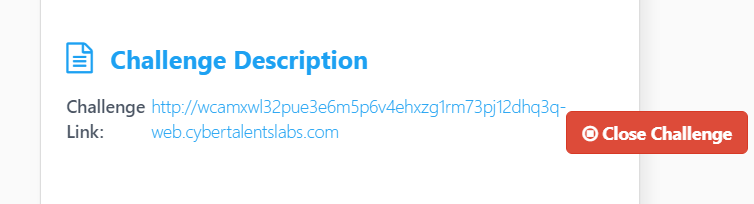 Challenge Description
Challenge http://wcamxwl32pue3e6m5p6v4ehxzg1rm73pj12dhq3q-
Link: web.cybertalentslabs.com
Close Challenge